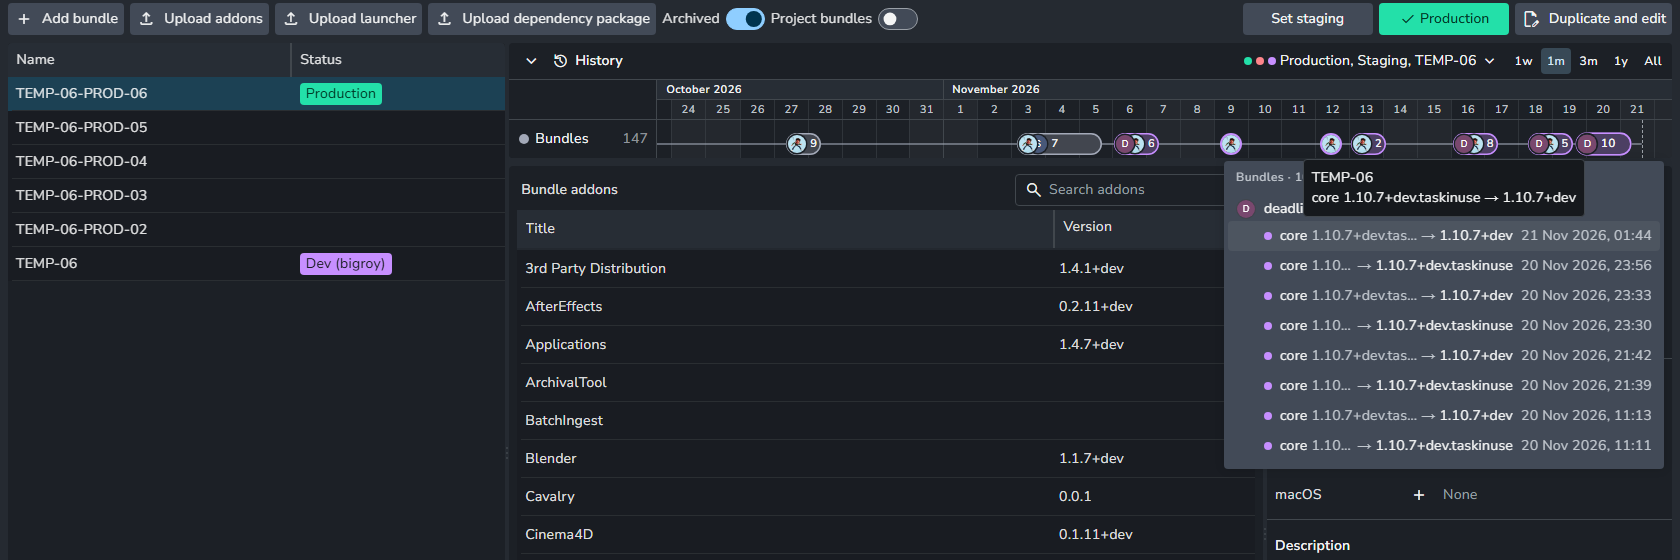 + Add bundle Upload addons Upload launcher Upload dependency package Archived Project bundles Set staging Production Duplicate and edit
Name Status
TEMP-06-PROD-06 Production
TEMP-06-PROD-05
TEMP-06-PROD-04
TEMP-06-PROD-03
TEMP-06-PROD-02
TEMP-06 Dev (bigroy)
History Production, Staging, TEMP-06 1w 1m 3m 1y All
October 2026 November 2026
24 25 26 27 28 29 30 31 1 2 3 4 5 6 7 8 9 10 11 12 13 14 15 16 17 18 19 20 21
Bundles 147 9 7 D 6 2 D 8 D 5 D 10
Bundle addons Search addons
Title Version
3rd Party Distribution 1.4.1+dev
AfterEffects 0.2.11+dev
Applications 1.4.7+dev
ArchivalTool
BatchIngest
Blender 1.1.7+dev
Cavalry 0.0.1
Cinema4D 0.1.11+dev
Bundles ·
TEMP-06
core 1.10.7+dev.taskinuse → 1.10.7+dev
D
core 1.10.7+dev.tas... → 1.10.7+dev 21 Nov 2026, 01:44
core 1.10... → 1.10.7+dev.taskinuse 20 Nov 2026, 23:56
core 1.10.7+dev.tas... → 1.10.7+dev 20 Nov 2026, 23:33
core 1.10... → 1.10.7+dev.taskinuse 20 Nov 2026, 23:30
core 1.10.7+dev.tas... → 1.10.7+dev 20 Nov 2026, 21:42
core 1.10... → 1.10.7+dev.taskinuse 20 Nov 2026, 21:39
core 1.10.7+dev.tas... → 1.10.7+dev 20 Nov 2026, 11:13
core 1.10... → 1.10.7+dev.taskinuse 20 Nov 2026, 11:11
macOS + None
Description